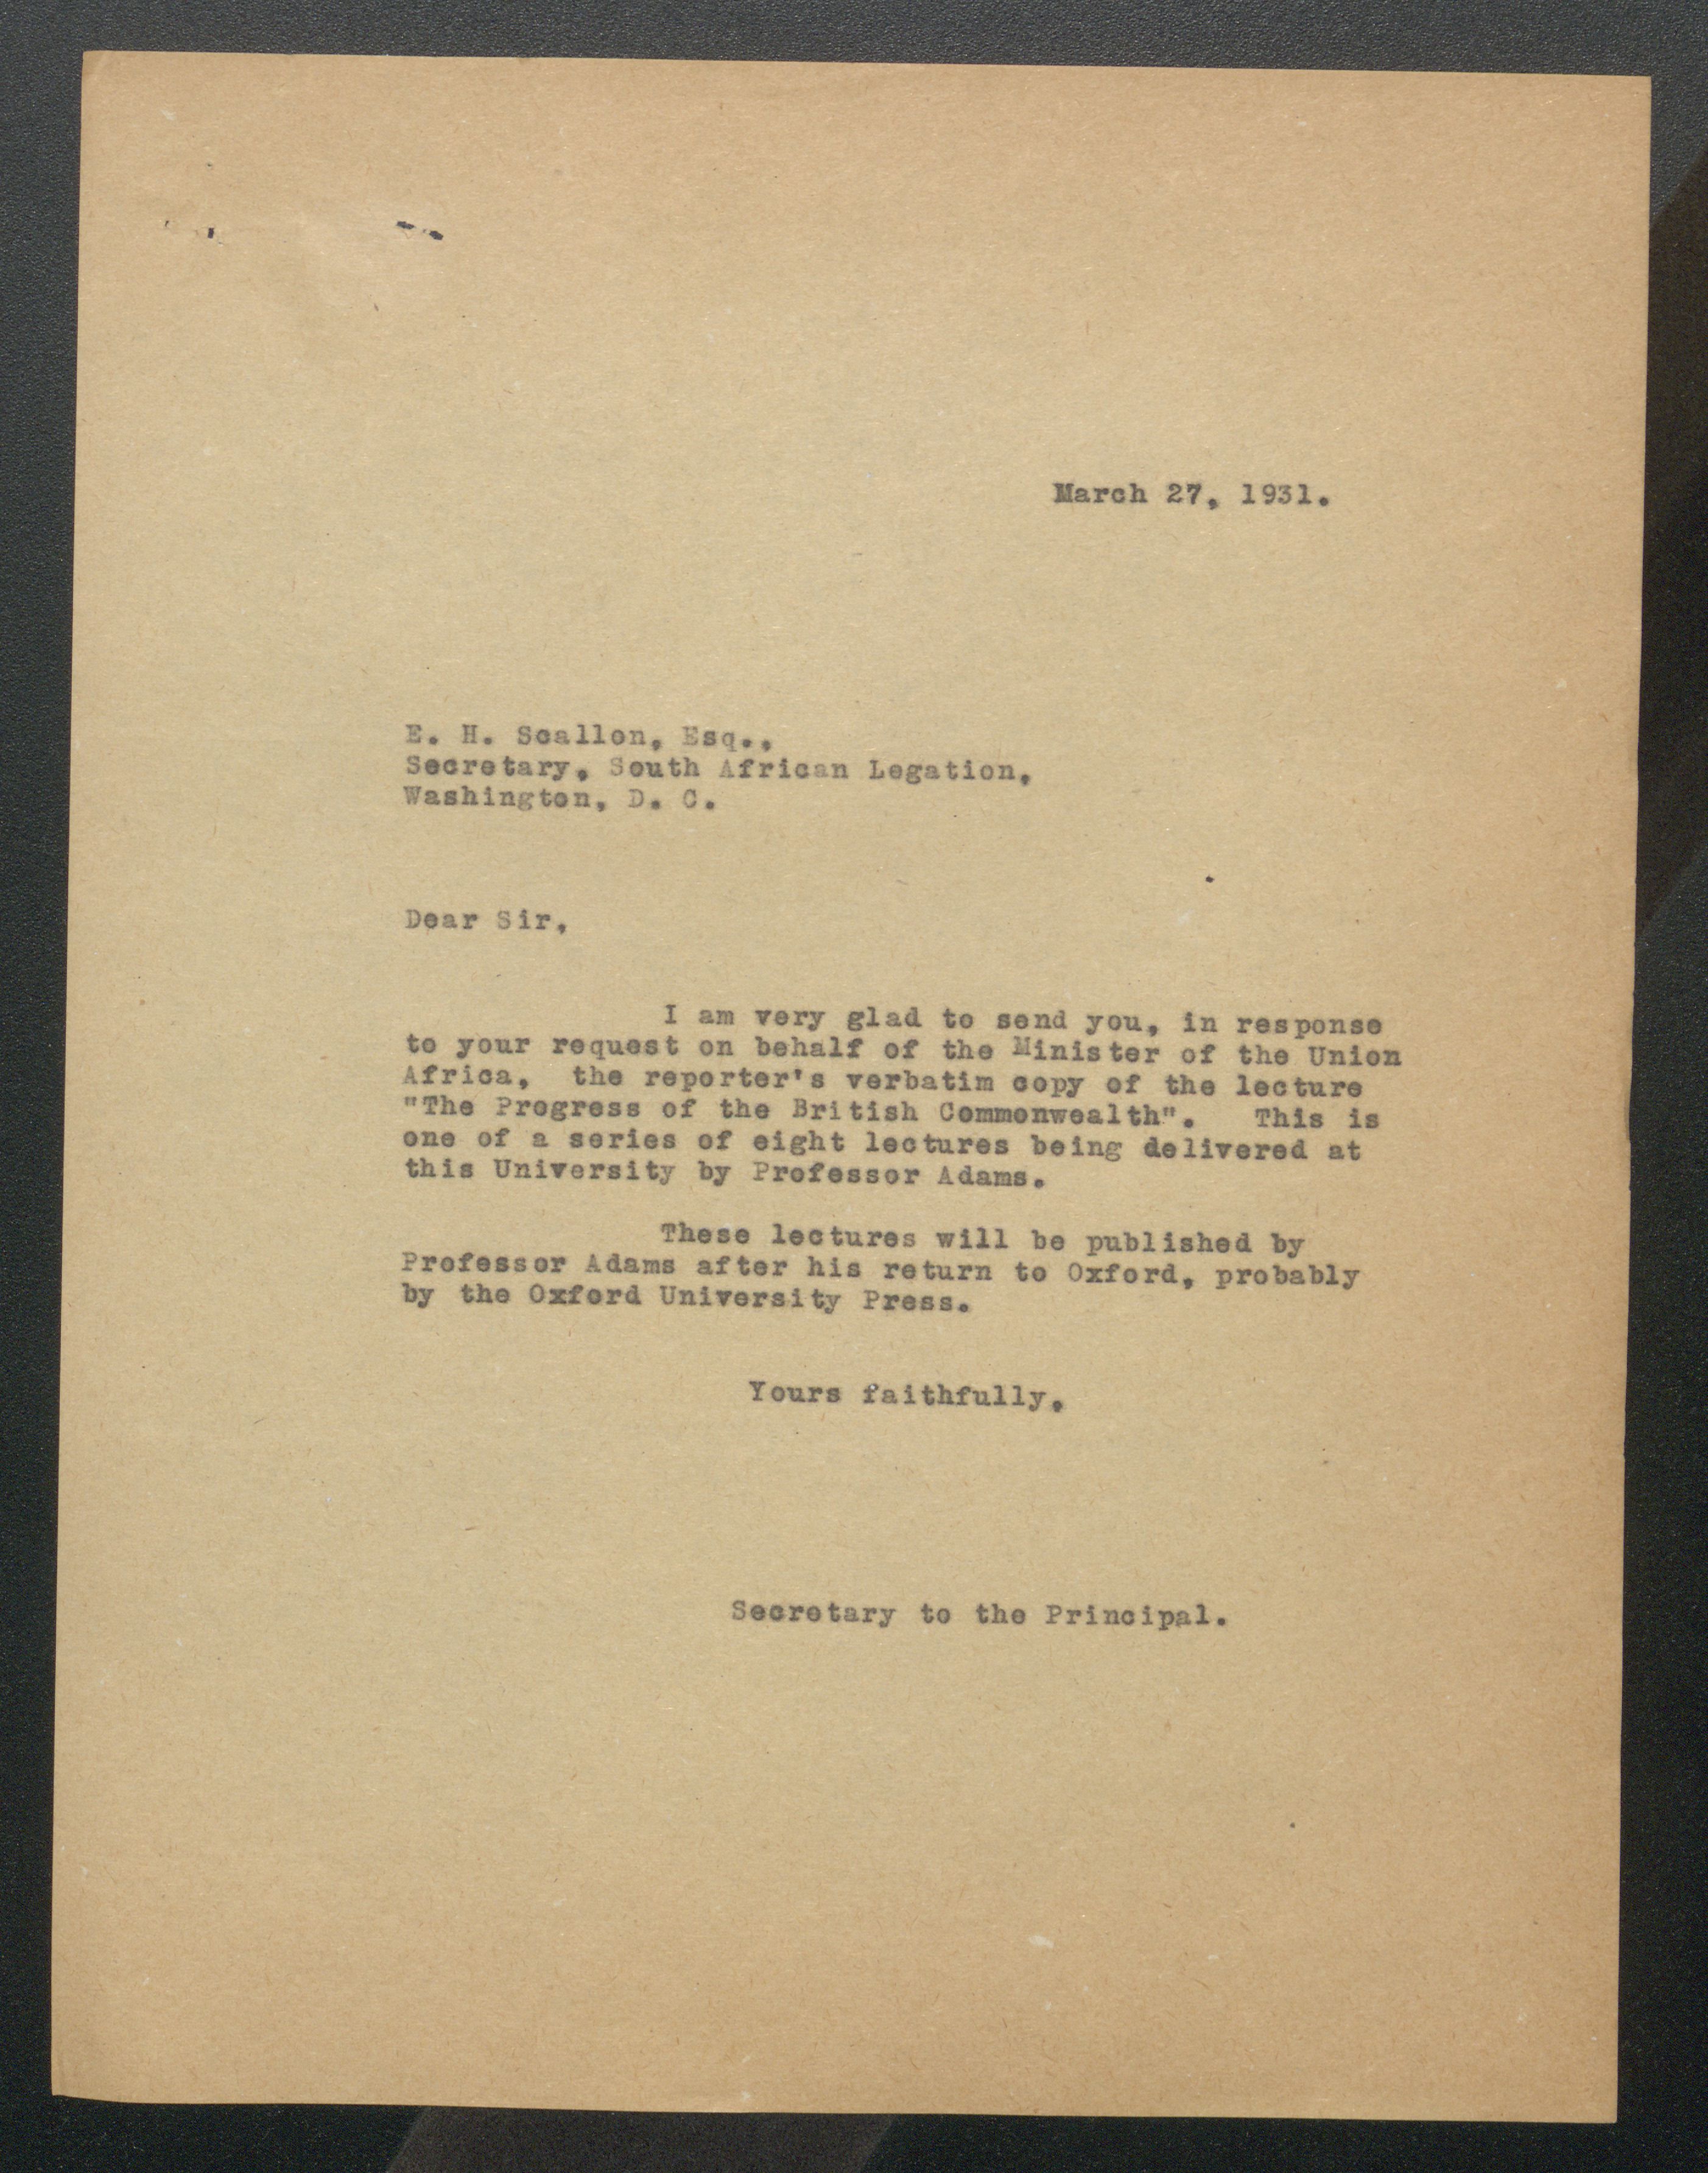 March 27, 1931.
E. H. Scallon, Esq.,
Secretary, South African Legation,
Washington, D. C.
Dear Sir,
I am very glad to send you, in response
to your request on behalf of the Minister of the Union
Africa, the reporter's verbatim copy of the lecture
"The Progress of the British Commonwealth". This is
one of a series of eight lectures being delivered at
this University by Professor Adams.
These lectures will be published by
Professor Adams after his return to Oxford, probably
by the Oxford University Press.
Yours faithfully,
Secretary to the Principal.